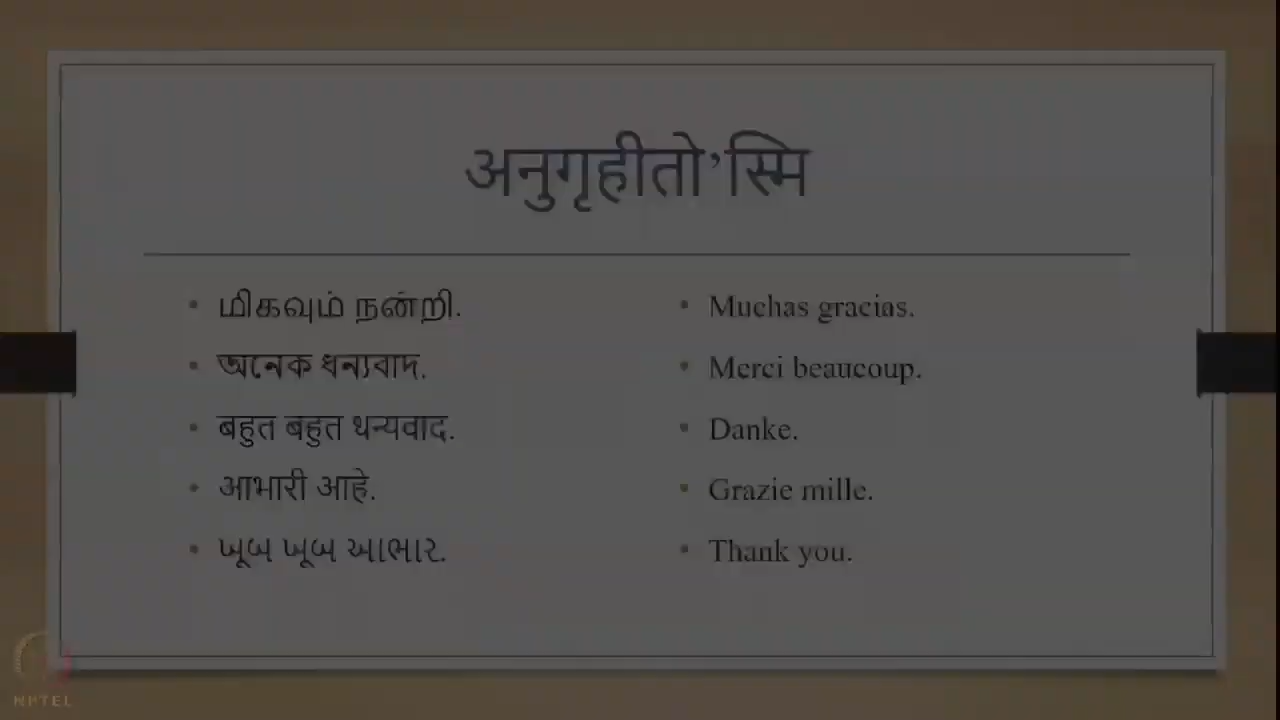 अनुगृहीतो’स्मि
மிகவும் நன்றி.
অনেক ধন্যবাদ.
बहुत बहुत धन्यवाद.
आभारी आहे.
ખૂબ ખૂબ આભાર.
Muchas gracias.
Merci beaucoup.
Danke.
Grazie mille.
Thank you.
NPTEL